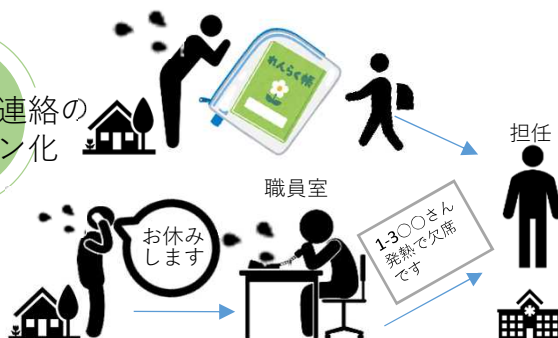 連絡の
ン化
れんらく帳
担任
職員室
お休み
します
1-3○○さん
発熱で欠席
です